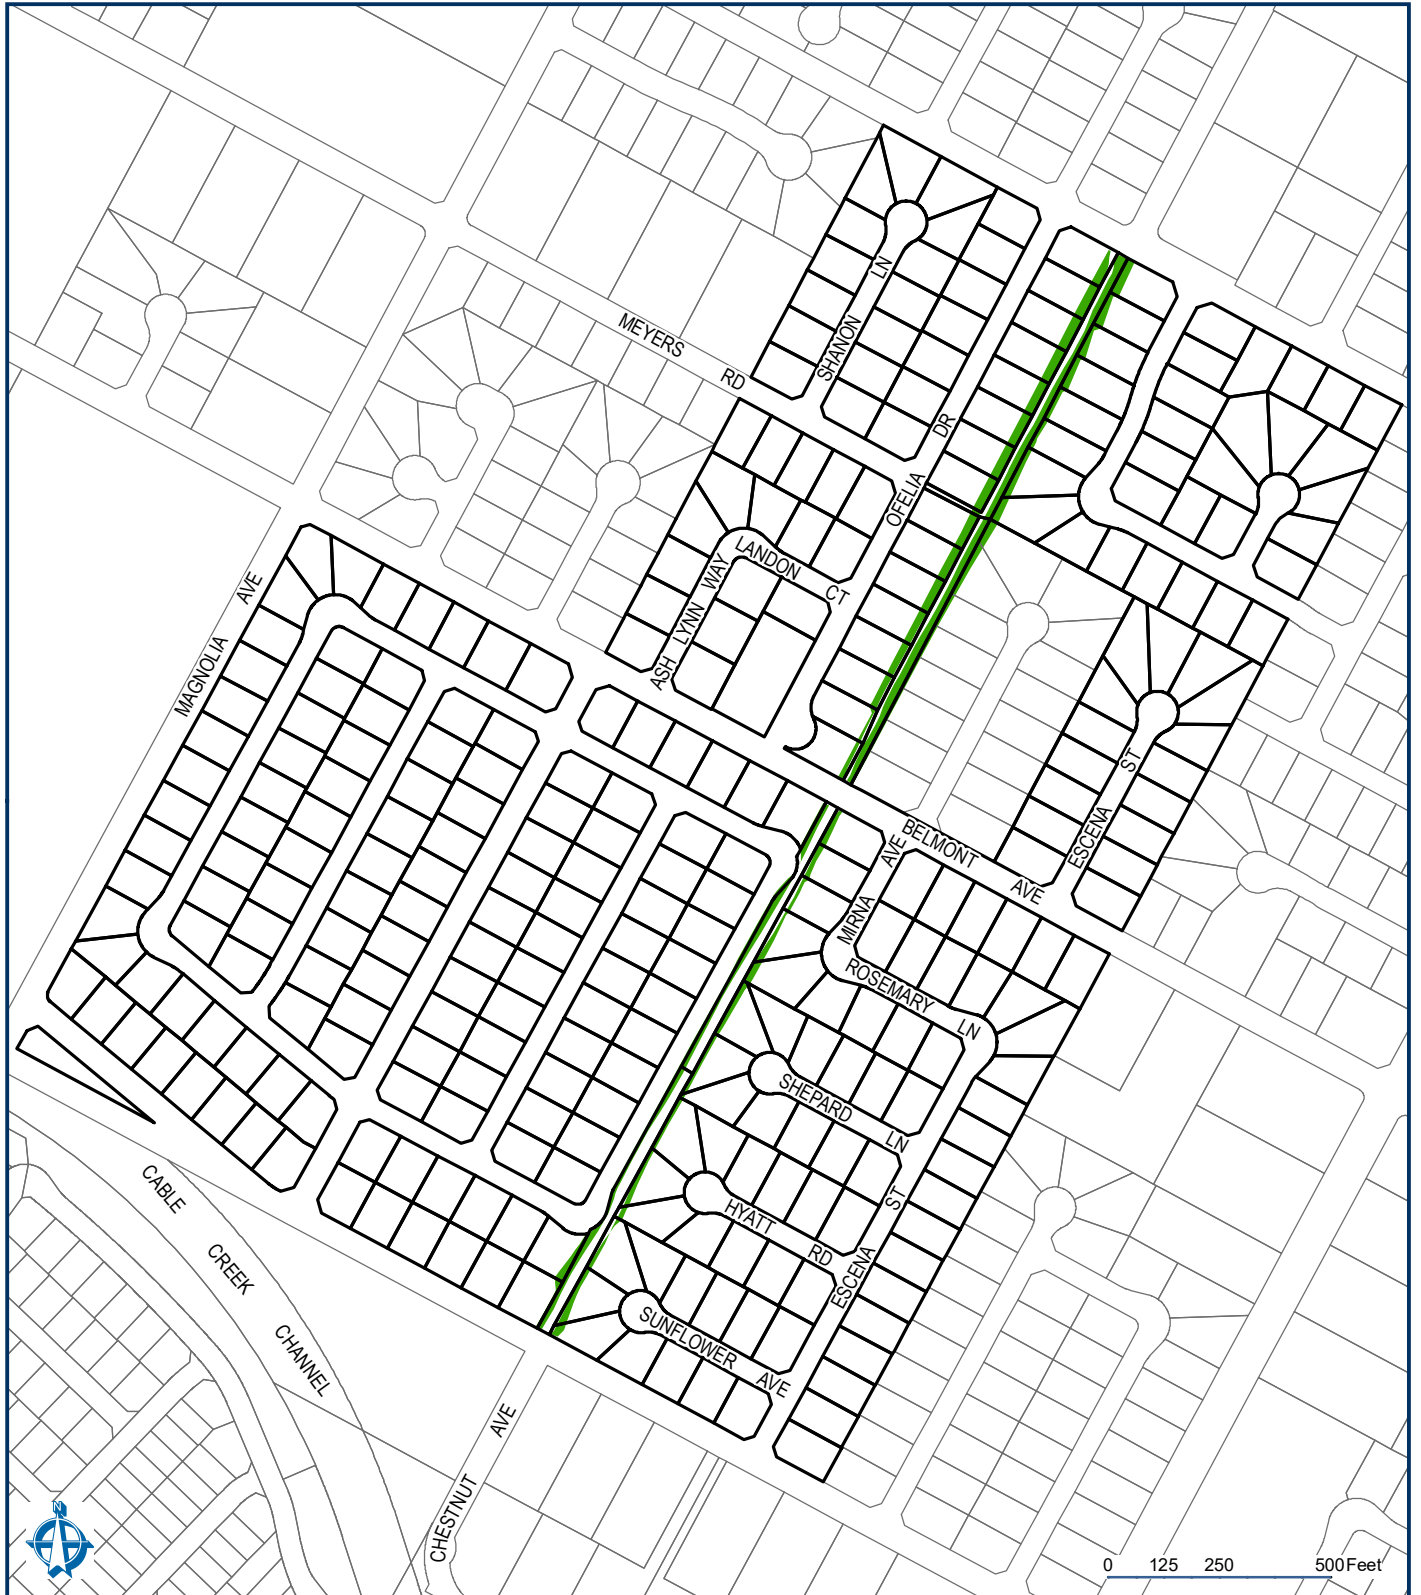 LN
SHANON
MEYERS
RD
DR
OFELIA
LANDON
CT
WAY
LYNN
ASH
AVE
MAGNOLIA
ST
ESCENA
BELMONT
AVE
AVE
MIRNA
ROSEMARY
LN
SHEPARD
LN
HYATT
RD
ST
ESCENA
SUNFLOWER
AVE
CABLE
CREEK
CHANNEL
AVE
CHESTNUT
N
0 125 250 500 Feet